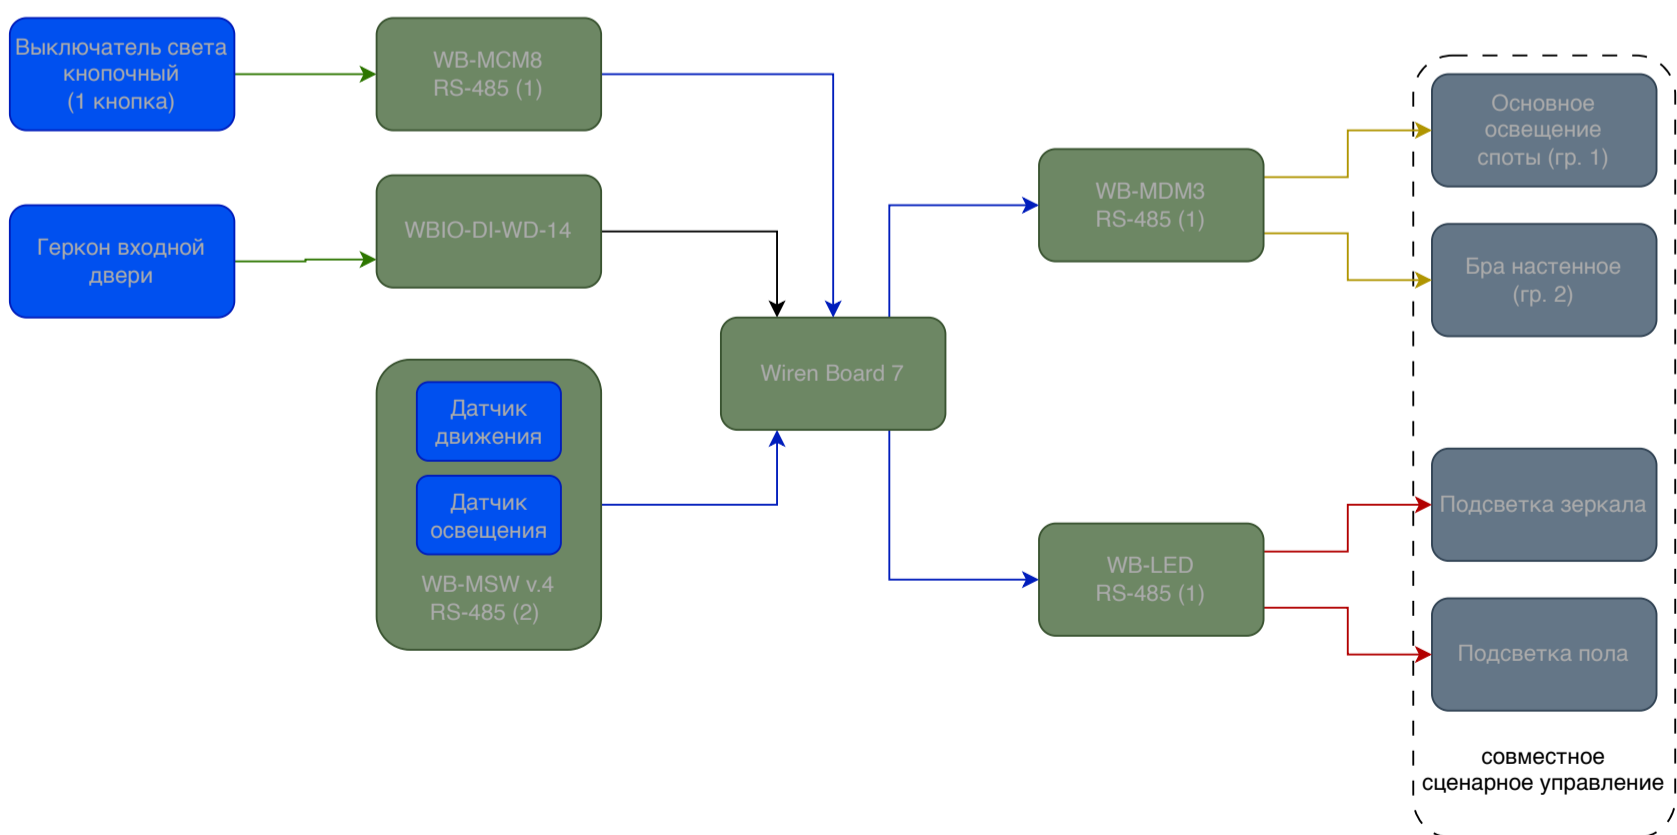 Выключатель света
кнопочный
(1 кнопка)
WB-MCM8
RS-485 (1)
Геркон входной
двери
WBIO-DI-WD-14
Датчик
движения
Датчик
освещения
WB-MSW v.4
RS-485 (2)
Wiren Board 7
WB-MDM3
RS-485 (1)
WB-LED
RS-485 (1)
Основное
освещение
споты (гр. 1)
Бра настенное
(гр. 2)
Подсветка зеркала
Подсветка пола
совместное
сценарное управление